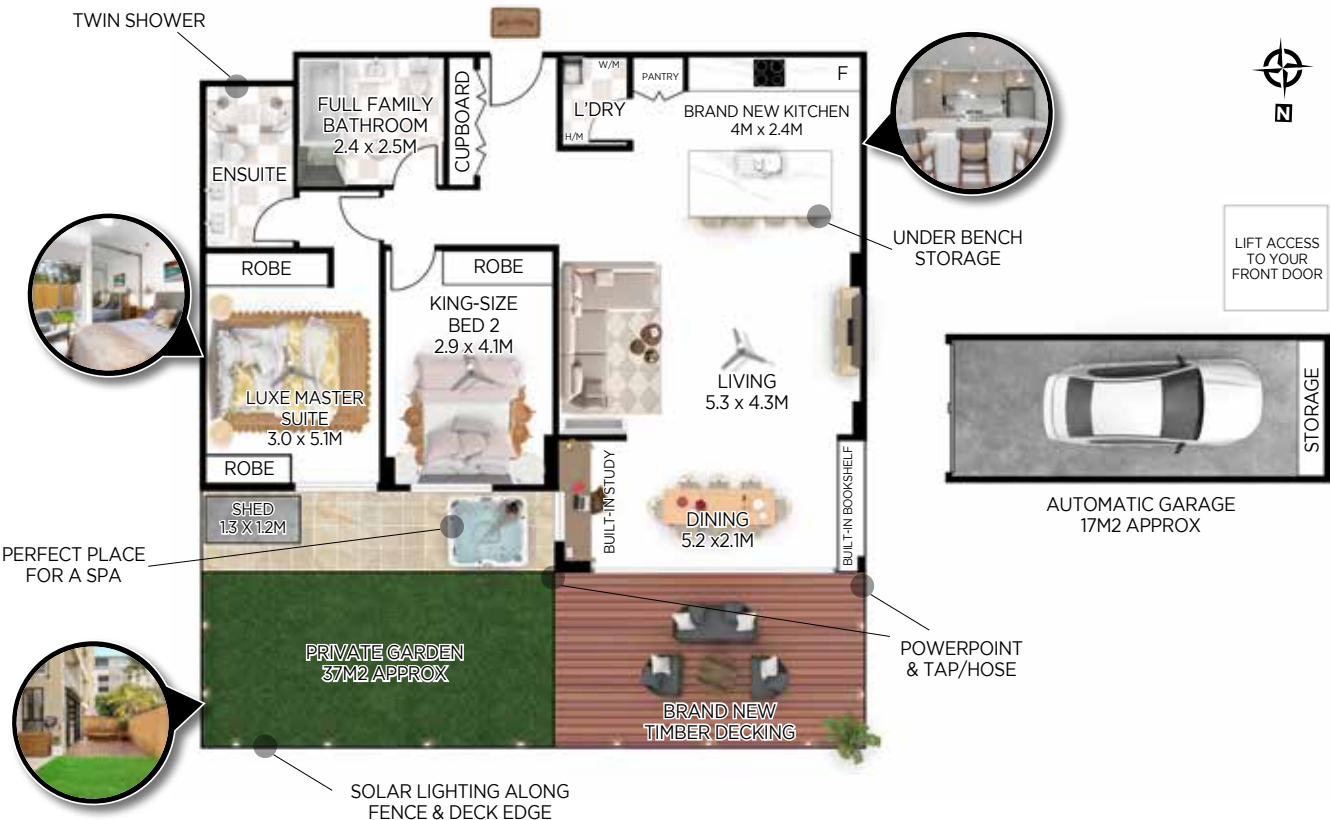 TWIN SHOWER
FULL FAMILY
BATHROOM
2.4 x 2.5M
CUPBOARD
W/M
L'DRY
H/M
PANTRY
F
BRAND NEW KITCHEN
4M x 2.4M
N
ENSUITE
UNDER BENCH
STORAGE
LIFT ACCESS
TO YOUR
FRONT DOOR
ROBE
ROBE
KING-SIZE
BED 2
2.9 x 4.1M
LUXE MASTER
SUITE
3.0 x 5.1M
ROBE
LIVING
5.3 x 4.3M
STORAGE
AUTOMATIC GARAGE
17M2 APPROX
SHED
1.3 X 1.2M
BUILT-IN STUDY
DINING
5.2 x2.1M
BUILT-IN BOOKSHELF
PERFECT PLACE
FOR A SPA
POWERPOINT
& TAP/HOSE
PRIVATE GARDEN
37M2 APPROX
BRAND NEW
TIMBER DECKING
SOLAR LIGHTING ALONG
FENCE & DECK EDGE